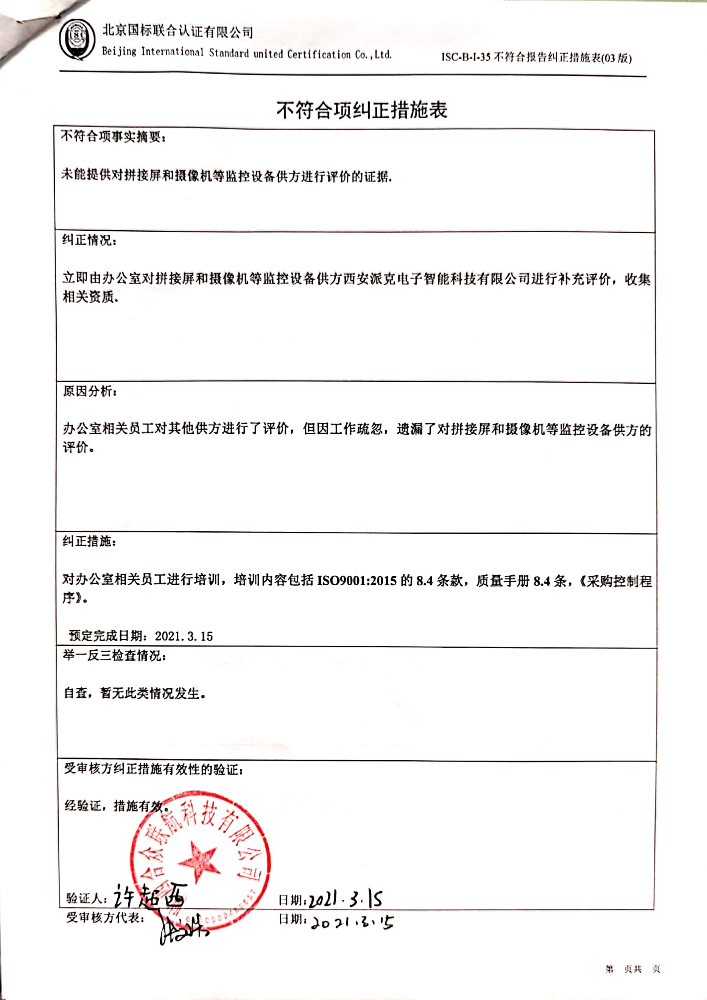 ISC
北京国标联合认证有限公司
Beijing International Standard united Certification Co.,Ltd.
ISC-B-I-35 不符合报告纠正措施表(03 版)
不符合项纠正措施表
不符合项事实摘要：
未能提供对拼接屏和摄像机等监控设备供方进行评价的证据.
纠正情况：
立即由办公室对拼接屏和摄像机等监控设备供方西安派克电子智能科技有限公司进行补充评价，收集
相关资质.
原因分析：
办公室相关员工对其他供方进行了评价，但因工作疏忽，遗漏了对拼接屏和摄像机等监控设备供方的
评价。
纠正措施：
对办公室相关员工进行培训，培训内容包括 ISO9001:2015 的 8.4 条款，质量手册 8.4 条，《采购控制程
序》。
预定完成日期：2021.3.15
举一反三检查情况：
自查，暂无此类情况发生。
受审核方纠正措施有效性的验证：
经验证，措施有效。
合众联航科技有限公司
验证人：许超西 日期:2021.3.15
受审核方代表： 日期:2021.3.15
第 页共 页